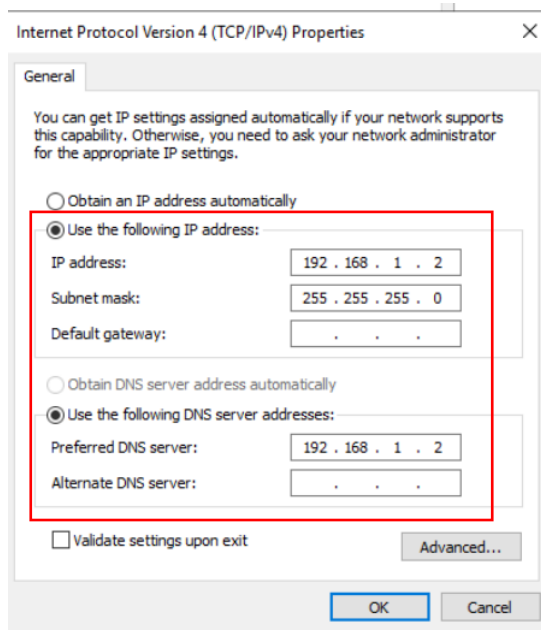 Internet Protocol Version 4 (TCP/IPv4) Properties
General
You can get IP settings assigned automatically if your network supports
this capability. Otherwise, you need to ask your network administrator
for the appropriate IP settings.
Obtain an IP address automatically
Use the following IP address:
IP address: 192 . 168 . 1 . 2
Subnet mask: 255 . 255 . 255 . 0
Default gateway: . . .
Obtain DNS server address automatically
Use the following DNS server addresses:
Preferred DNS server: 192 . 168 . 1 . 2
Alternate DNS server: . . .
Validate settings upon exit
Advanced...
OK Cancel